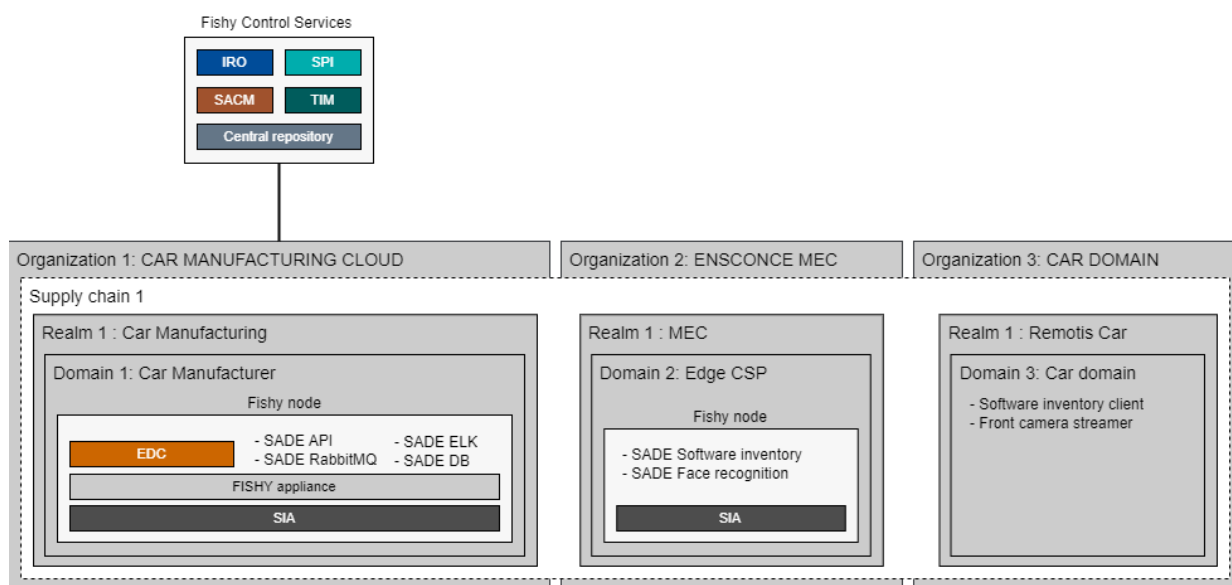 Fishy Control Services
IRO
SPI
SACM
TIM
Central repository
Organization 1: CAR MANUFACTURING CLOUD
Organization 2: ENSCONCE MEC
Organization 3: CAR DOMAIN
Supply chain 1
Realm 1 : Car Manufacturing
Domain 1: Car Manufacturer
Fishy node
EDC
- SADE API
- SADE RabbitMQ
- SADE ELK
- SADE DB
FISHY appliance
SIA
Realm 1 : MEC
Domain 2: Edge CSP
Fishy node
- SADE Software inventory
- SADE Face recognition
SIA
Realm 1 : Remotis Car
Domain 3: Car domain
- Software inventory client
- Front camera streamer